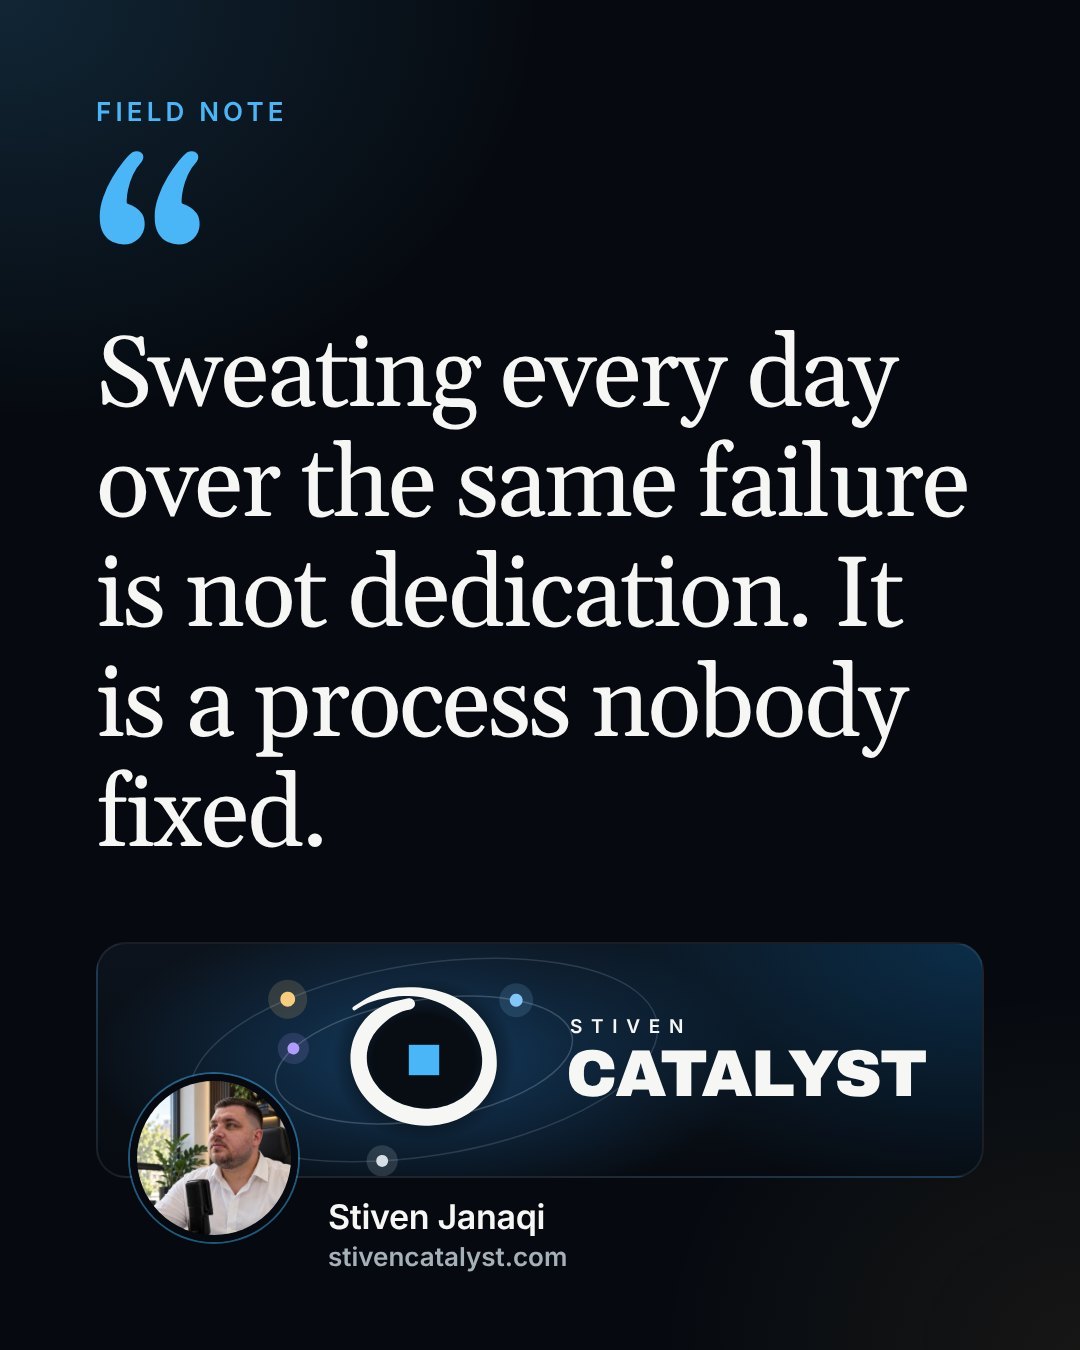 FIELD NOTE
“
Sweating every day
over the same failure
is not dedication. It
is a process nobody
fixed.
STIVEN
CATALYST
Stiven Janaqi
stivencatalyst.com